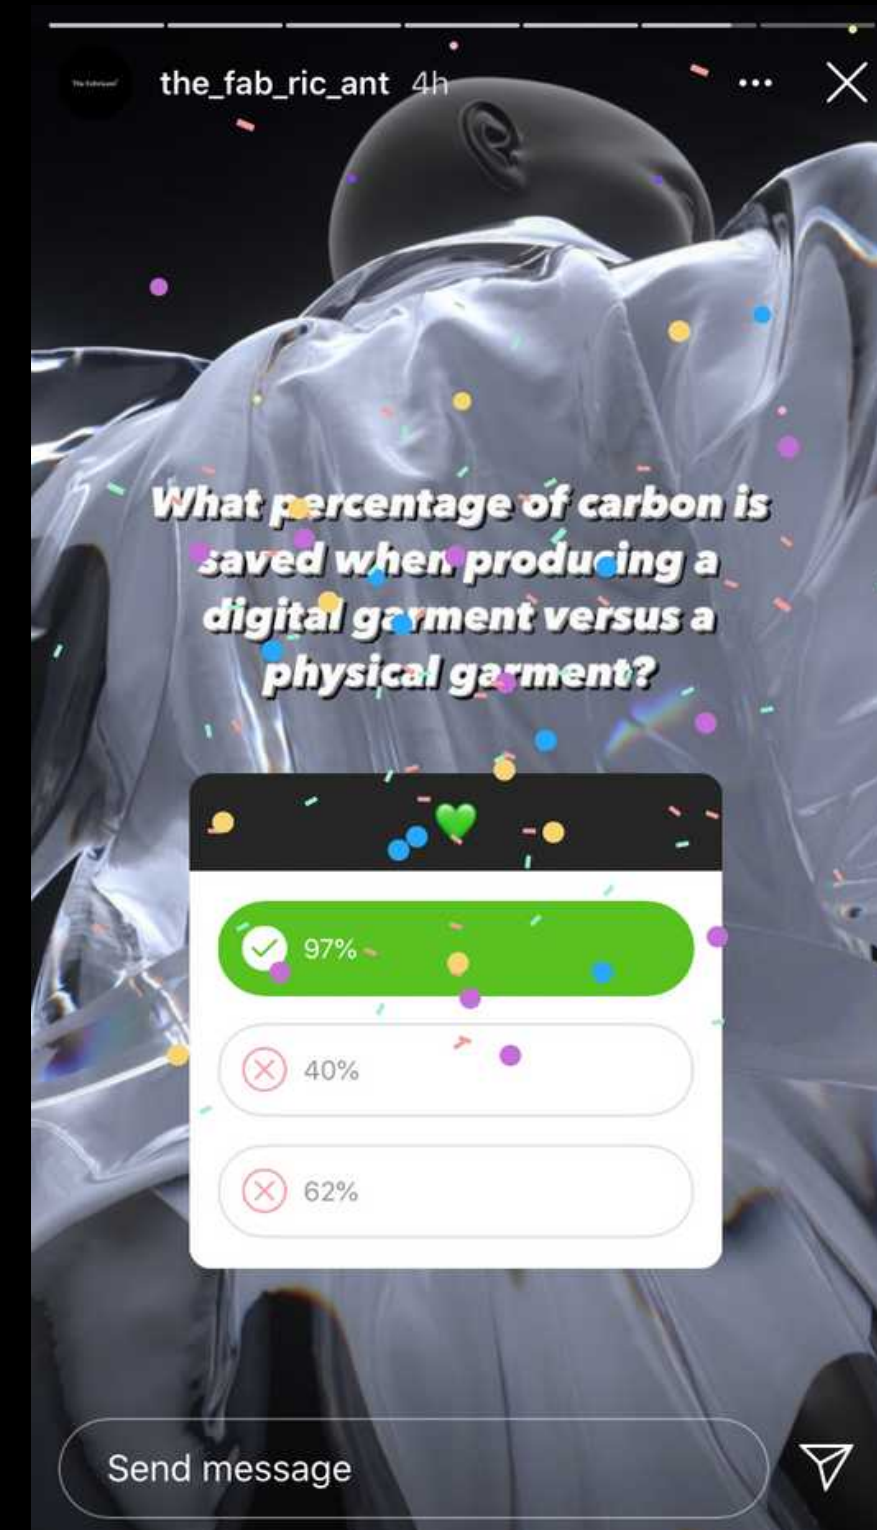 the_fab_ric_ant 4h
What percentage of carbon is
saved when producing a
digital garment versus a
physical garment?
💚
97%
40%
62%
Send message